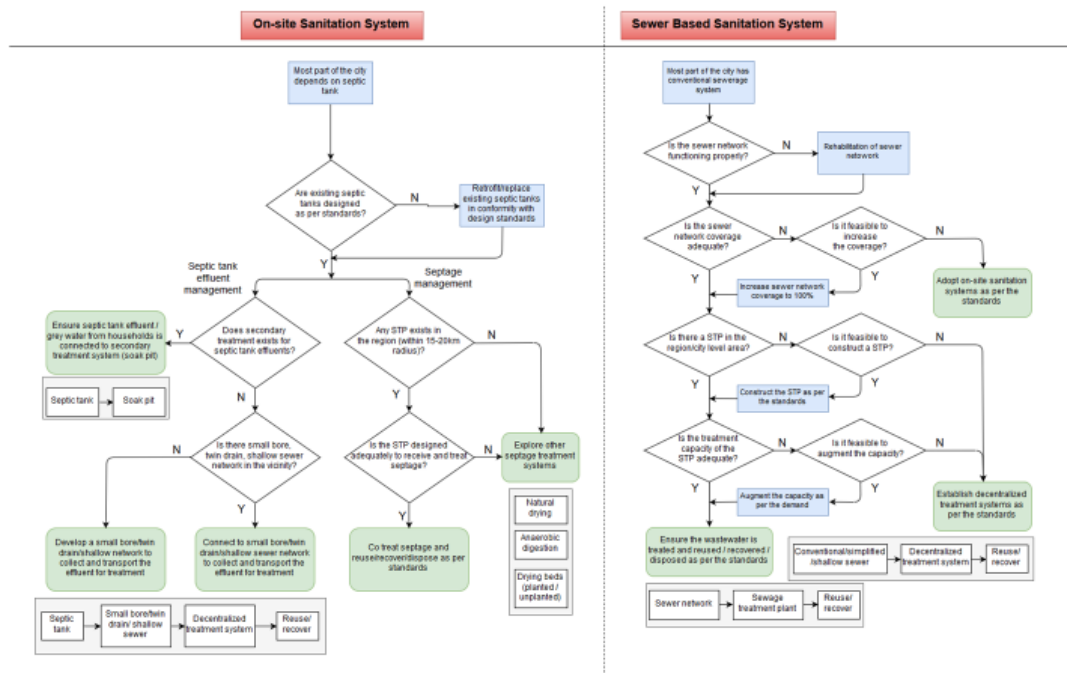 On-site Sanitation System
Most part of the city
depends on septic
tank
Are existing septic
tanks designed
as per standards?
N
Retrofit/replace
existing septic tanks
in conformity with
design standards
Y
Septic tank
effluent
management
Septage
management
Ensure septic tank effluent /
grey water from households is
connected to secondary
treatment system (soak pit)
Y
Does secondary
treatment exists for
septic tank effluents?
Any STP exists in
the region (within 15-20km
radius)?
N
Septic tank
Soak pit
N
Y
N
Is there small bore,
twin drain, shallow sewer
network in the vicinity?
Is the STP designed
adequately to receive and treat
septage?
N
Explore other
septage treatment
systems
Y
Y
Natural
drying
Anaerobic
digestion
Drying beds
(planted /
unplanted)
Develop a small bore/twin
drain/shallow network to
collect and transport the
effluent for treatment
Connect to small bore/twin
drain/shallow sewer network
to collect and transport the
effluent for treatment
Co treat septage and
reuse/recover/dispose as per
standards
Septic
tank
Small bore/twin
drain/ shallow
sewer
Decentralized
treatment system
Reuse/
recover
Sewer Based Sanitation System
Most part of the city has
conventional sewerage
system
Is the sewer network
functioning properly?
N
Rehabilitation of sewer
netowork
Y
Is the sewer
network coverage
adequate?
N
Is it feasible to
increase
the coverage?
N
Adopt on-site sanitation
systems as per the
standards
Y
Y
Increase sewer network
coverage to 100%
Is there a STP in the
region/city level area?
N
Is it feasible to
construct a STP?
N
Y
Y
Construct the STP as per
the standards
Is the treatment
capacity of the
STP adequate?
N
Is it feasible to
augment the capacity?
N
Y
Y
Augment the capacity as
per the demand
Establish decentralized
treatment systems as
per the standards
Ensure the wastewater is
treated and reused / recovered /
disposed as per the standards
Conventional/simplified
/shallow sewer
Decentralized
treatment system
Reuse/
recover
Sewer network
Sewage
treatment plant
Reuse/
recover